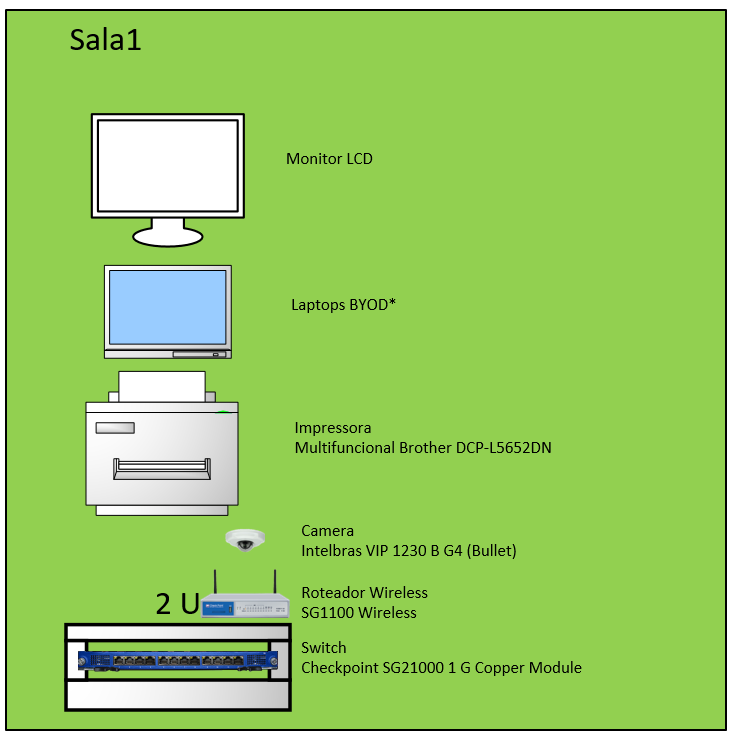 Sala1
Monitor LCD
Laptops BYOD*
Impressora
Multifuncional Brother DCP-L5652DN
Camera
Intelbras VIP 1230 B G4 (Bullet)
2 U
Roteador Wireless
SG1100 Wireless
Switch
Checkpoint SG21000 1 G Copper Module